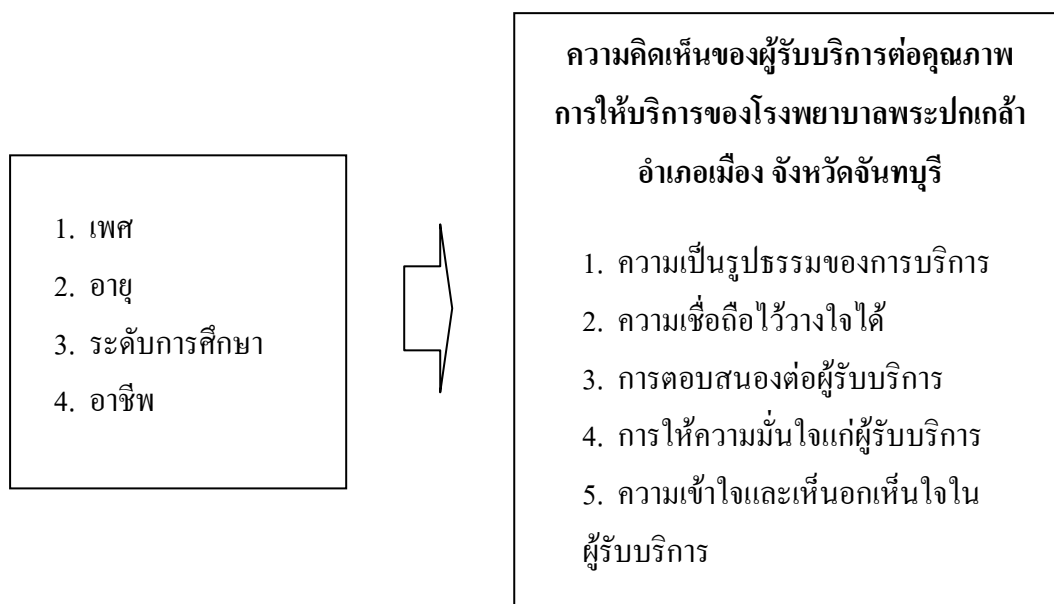 1. เพศ
2. อายุ
3. ระดับการศึกษา
4. อาชีพ
ความคิดเห็นของผู้รับบริการต่อคุณภาพ
การให้บริการของโรงพยาบาลพระปกเกล้า
อำเภอเมือง จังหวัดจันทบุรี
1. ความเป็นรูปธรรมของการบริการ
2. ความเชื่อถือไว้วางใจได้
3. การตอบสนองต่อผู้รับบริการ
4. การให้ความมั่นใจแก่ผู้รับบริการ
5. ความเข้าใจและเห็นอกเห็นใจใน
ผู้รับบริการ